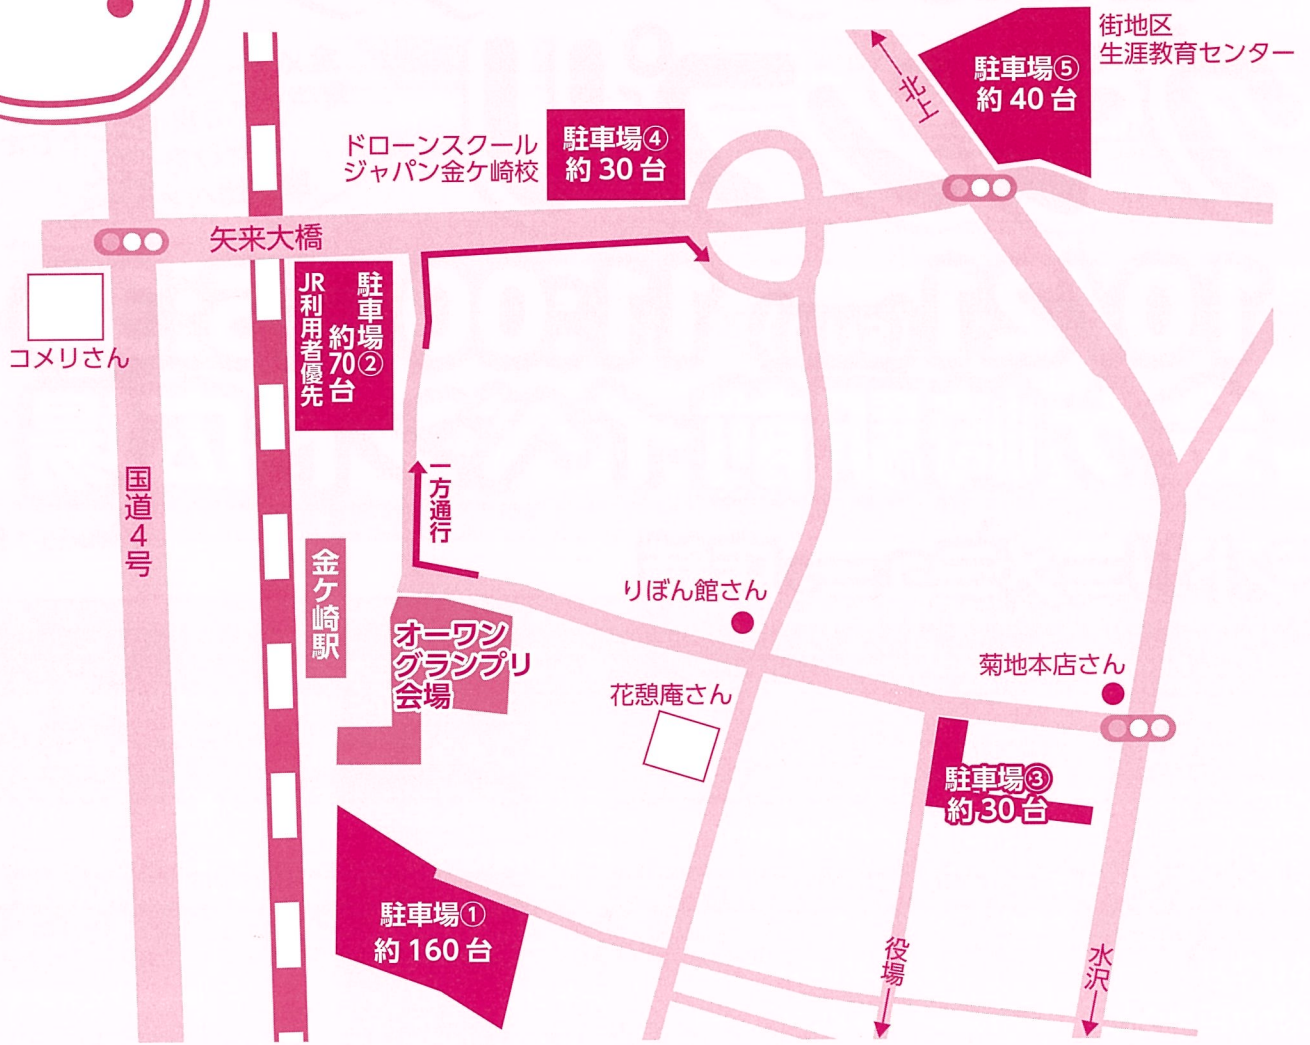 街地区
生涯教育センター
駐車場⑤
約40台
北上
ドローンスクール
ジャパン金ケ崎校
駐車場④
約30台
矢来大橋
コメリさん
駐車場②
約70台
JR利用者優先
国道4号
一方通行
金ケ崎駅
オーワン
グランプリ
会場
りぼん館さん
花憩庵さん
菊地本店さん
駐車場③
約30台
駐車場①
約160台
役場
水沢